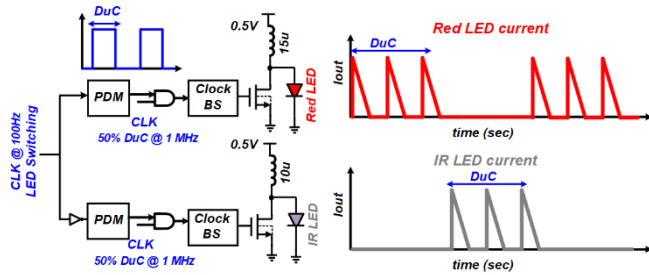 DuC
0.5V
15u
PDM
Clock
BS
Red LED
CLK
50% DuC @ 1 MHz
CLK @ 100Hz
LED Switching
0.5V
10u
PDM
Clock
BS
IR LED
CLK
50% DuC @ 1 MHz
Red LED current
DuC
Iout
time (sec)
IR LED current
DuC
Iout
time (sec)